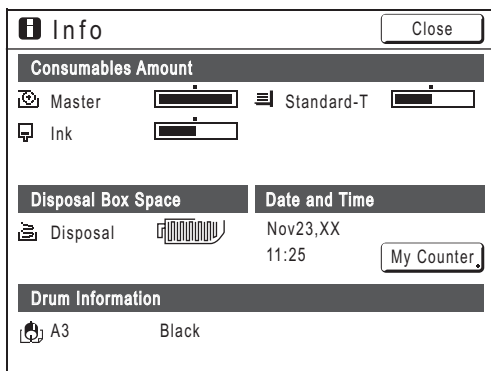 Info
Close
Consumables Amount
Master
Standard-T
Ink
Disposal Box Space
Date and Time
Disposal
Nov23,XX
11:25
My Counter
Drum Information
A3
Black